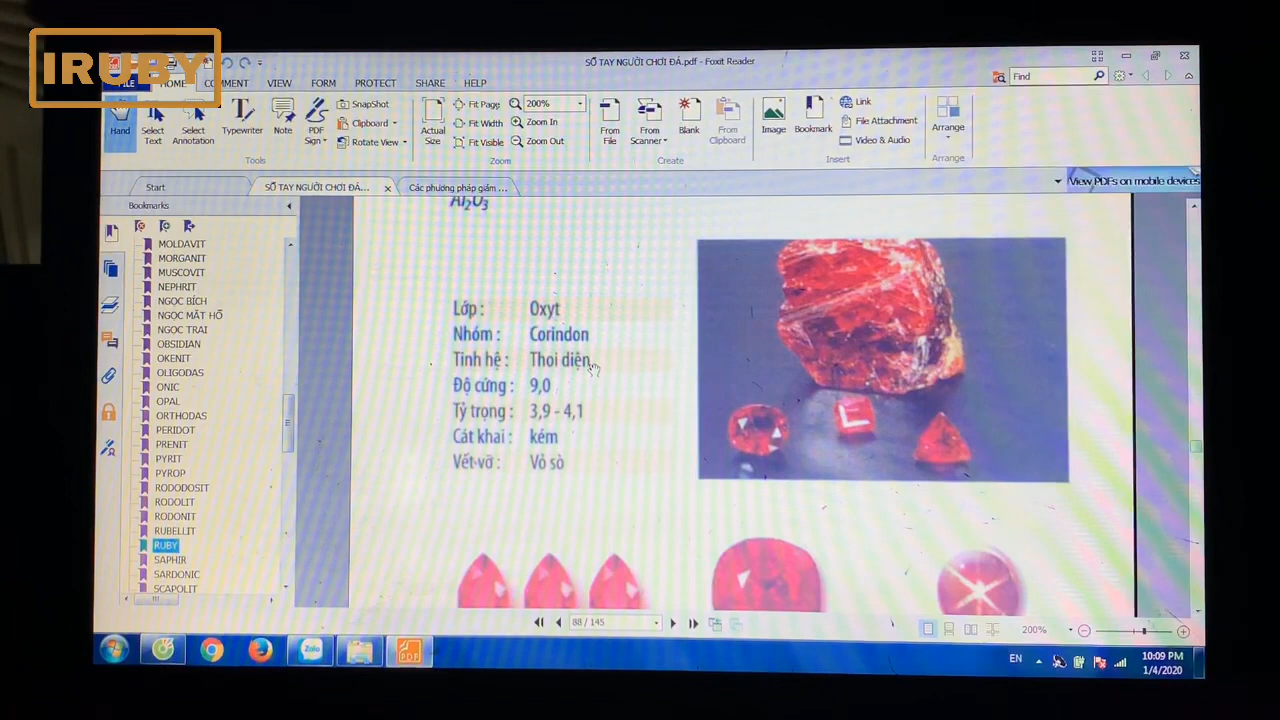 IRUBY
SỔ TAY NGƯỜI CHƠI ĐÁ.pdf - Foxit Reader
FILE HOME COMMENT VIEW FORM PROTECT SHARE HELP
Find
Hand
Select Text
Select Annotation
Typewriter
Note
PDF Sign
SnapShot
Clipboard
Rotate View
Tools
Actual Size
Fit Page
Fit Width
Fit Visible
200%
Zoom In
Zoom Out
Zoom
From File
From Scanner
Blank
From Clipboard
Create
Image
Bookmark
Link
File Attachment
Video & Audio
Insert
Arrange
Arrange
Start
SỔ TAY NGƯỜI CHƠI ĐÁ...
Các phương pháp giám ...
View PDFs on mobile devices
Bookmarks
MOLDAVIT
MORGANIT
MUSCOVIT
NEPHRIT
NGỌC BÍCH
NGỌC MẮT HỔ
NGỌC TRAI
OBSIDIAN
OKENIT
OLIGODAS
ONIC
OPAL
ORTHODAS
PERIDOT
PRENIT
PYRIT
PYROP
RODODOSIT
RODOLIT
RODONIT
RUBELLIT
RUBY
SAPHIR
SARDONIC
SCAPOLIT
Al2O3
Lớp : Oxyt
Nhóm : Corindon
Tinh hệ : Thoi diện
Độ cứng : 9,0
Tỷ trọng : 3,9 - 4,1
Cát khai : kém
Vết vỡ : Vỏ sò
88 / 145
200%
Zalo
PDF
EN
10:09 PM
1/4/2020